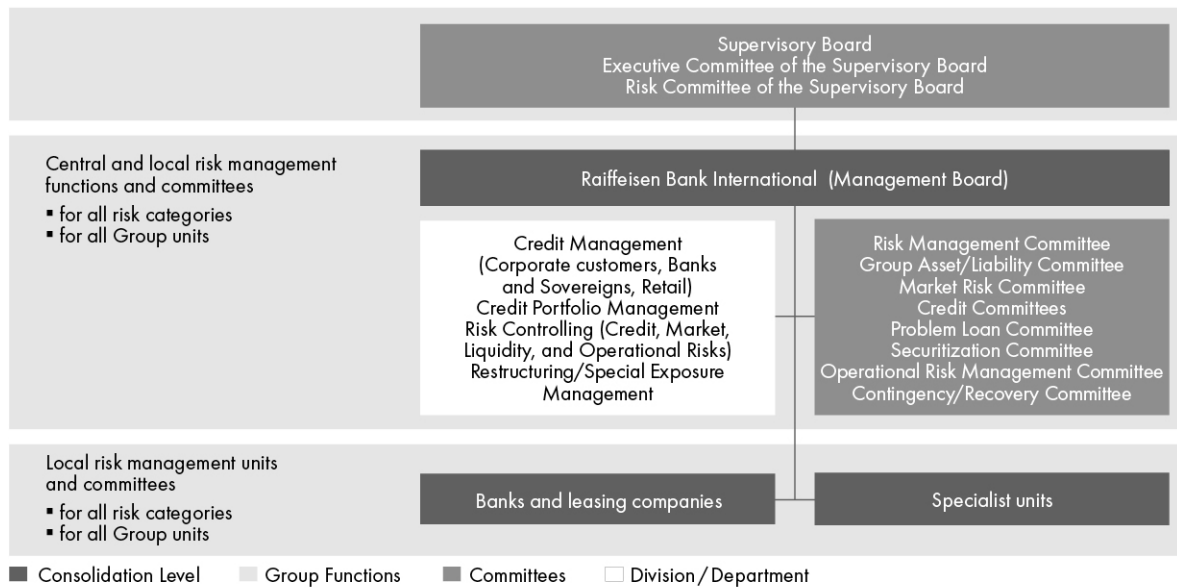 Supervisory Board
Executive Committee of the Supervisory Board
Risk Committee of the Supervisory Board
Central and local risk management
functions and committees
▪ for all risk categories
▪ for all Group units
Raiffeisen Bank International (Management Board)
Credit Management
(Corporate customers, Banks
and Sovereigns, Retail)
Credit Portfolio Management
Risk Controlling (Credit, Market,
Liquidity, and Operational Risks)
Restructuring/Special Exposure
Management
Risk Management Committee
Group Asset/Liability Committee
Market Risk Committee
Credit Committees
Problem Loan Committee
Securitization Committee
Operational Risk Management Committee
Contingency/Recovery Committee
Local risk management units
and committees
▪ for all risk categories
▪ for all Group units
Banks and leasing companies
Specialist units
Consolidation Level
Group Functions
Committees
Division/Department